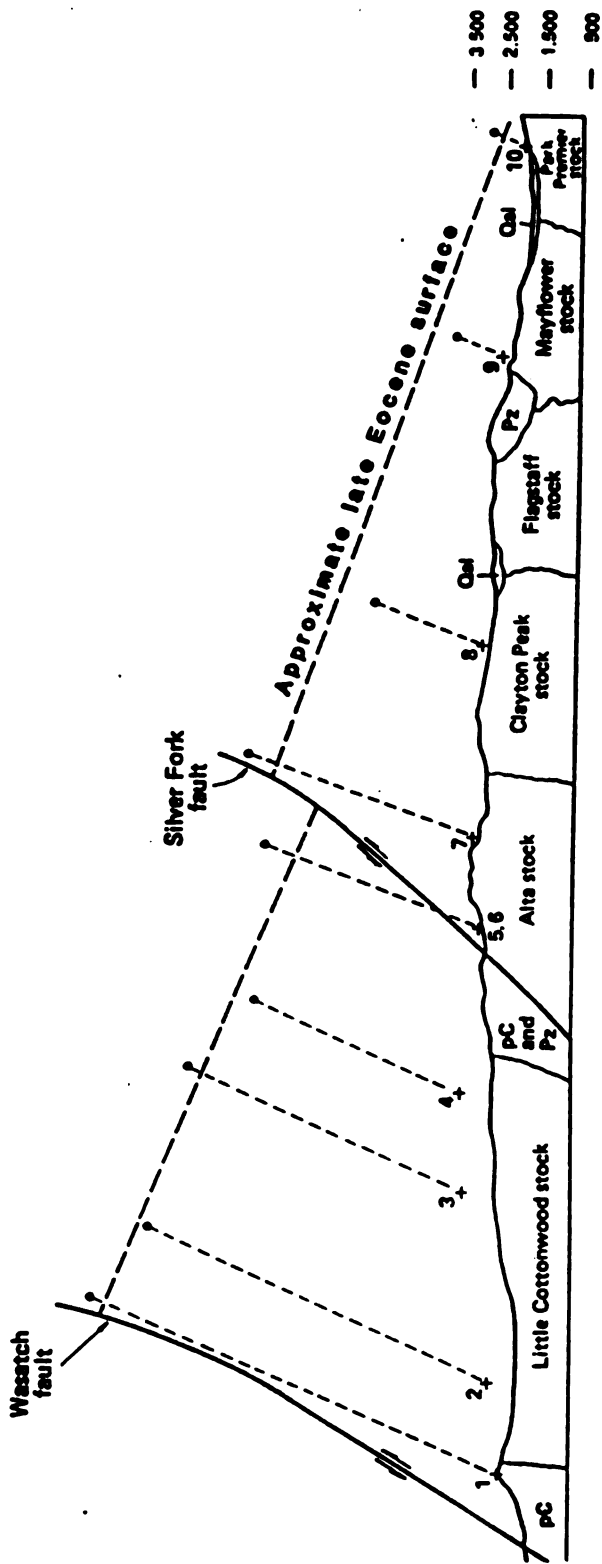 Wasatch
fault
Silver Fork
fault
Approximate late Eocene surface
1
2
3
4
5,6
7
8
9
10
Qal
Qal
Pz
pC
Little Cottonwood stock
pC
and
Pz
Alta stock
Clayton Peak
stock
Flagstaff
stock
Mayflower
stock
Park
Premier
stock
3 500
2.500
1.500
500